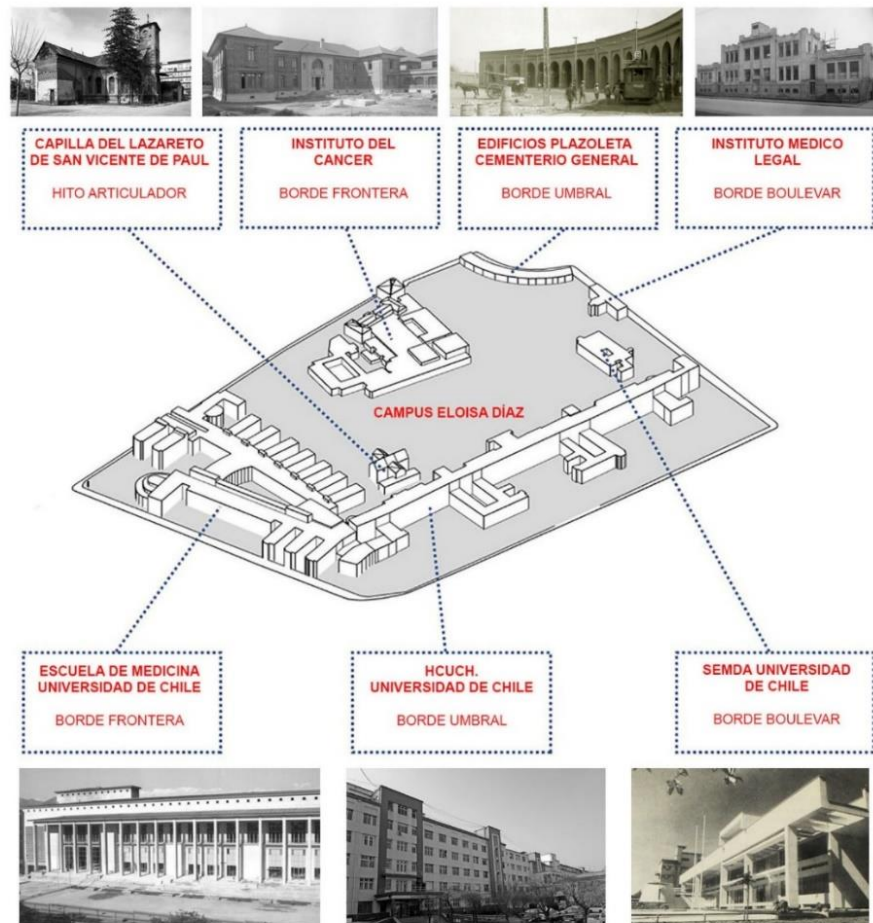 CAPILLA DEL LAZARETO
DE SAN VICENTE DE PAUL
HITO ARTICULADOR
INSTITUTO DEL
CANCER
BORDE FRONTERA
EDIFICIOS PLAZOLETA
CEMENTERIO GENERAL
BORDE UMBRAL
INSTITUTO MEDICO
LEGAL
BORDE BOULEVAR
CAMPUS ELOISA DÍAZ
ESCUELA DE MEDICINA
UNIVERSIDAD DE CHILE
BORDE FRONTERA
HCUCH.
UNIVERSIDAD DE CHILE
BORDE UMBRAL
SEMDA UNIVERSIDAD
DE CHILE
BORDE BOULEVAR